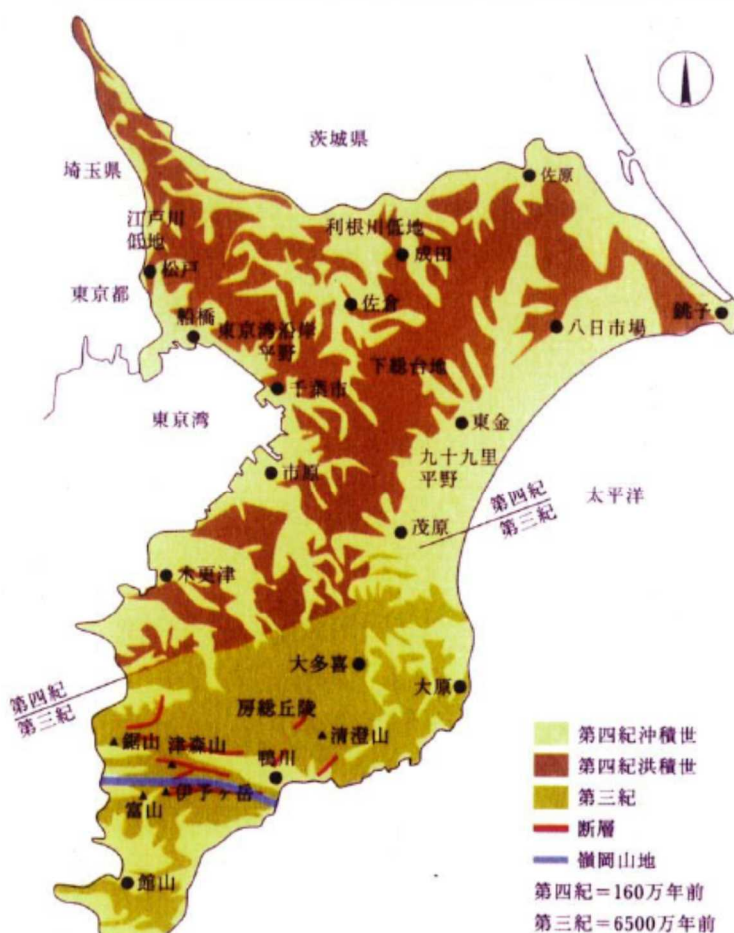 茨城県
埼玉県
佐原
江戸川
低地
利根川低地
成田
松戸
東京都
佐倉
船橋
東京湾沿岸
平野
銚子
八日市場
下総台地
千葉市
東京湾
東金
九十九里
平野
市原
太平洋
第四紀
第三紀
茂原
木更津
大多喜
大原
第四紀
第三紀
房総丘陵
清澄山
鋸山
津森山
鴨川
伊予ヶ岳
富山
館山
第四紀沖積世
第四紀洪積世
第三紀
断層
嶺岡山地
第四紀=160万年前
第三紀=6500万年前